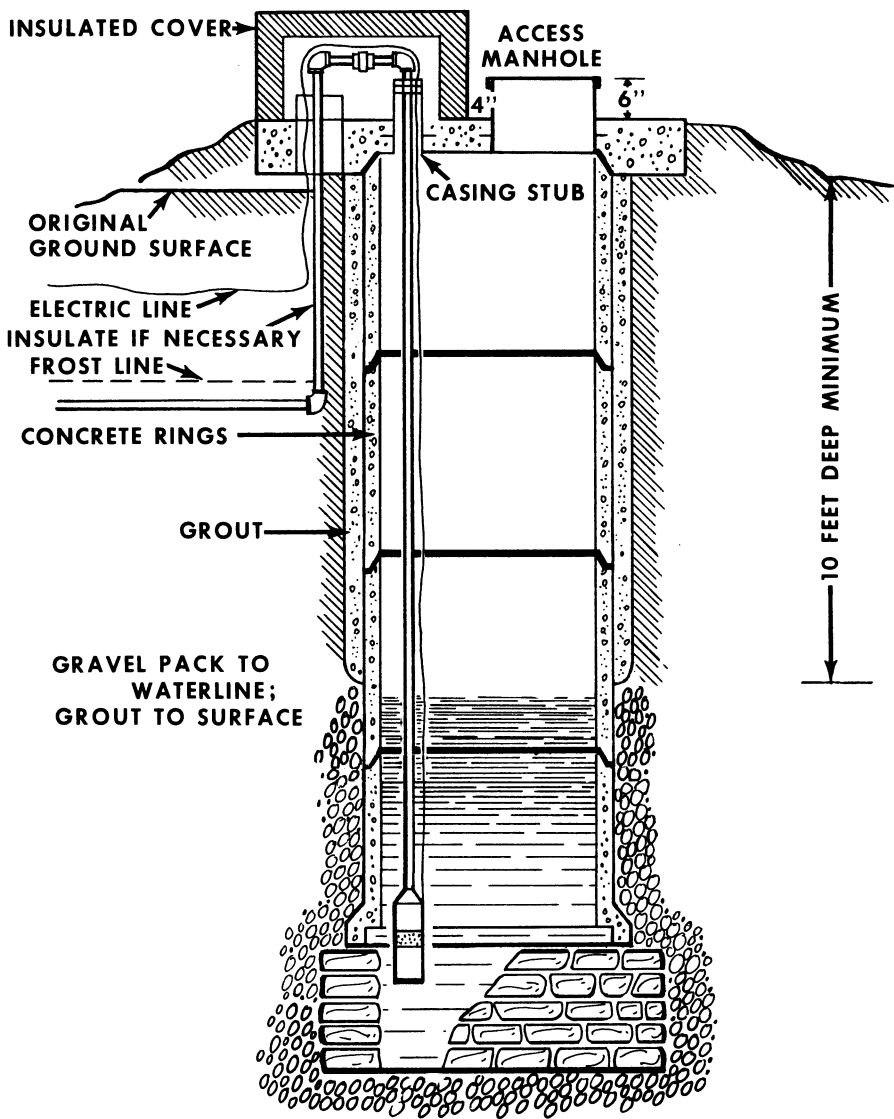 INSULATED COVER
ACCESS
MANHOLE
4"
6"
CASING STUB
ORIGINAL
GROUND SURFACE
ELECTRIC LINE
INSULATE IF NECESSARY
FROST LINE
CONCRETE RINGS
GROUT
10 FEET DEEP MINIMUM
GRAVEL PACK TO
WATERLINE;
GROUT TO SURFACE